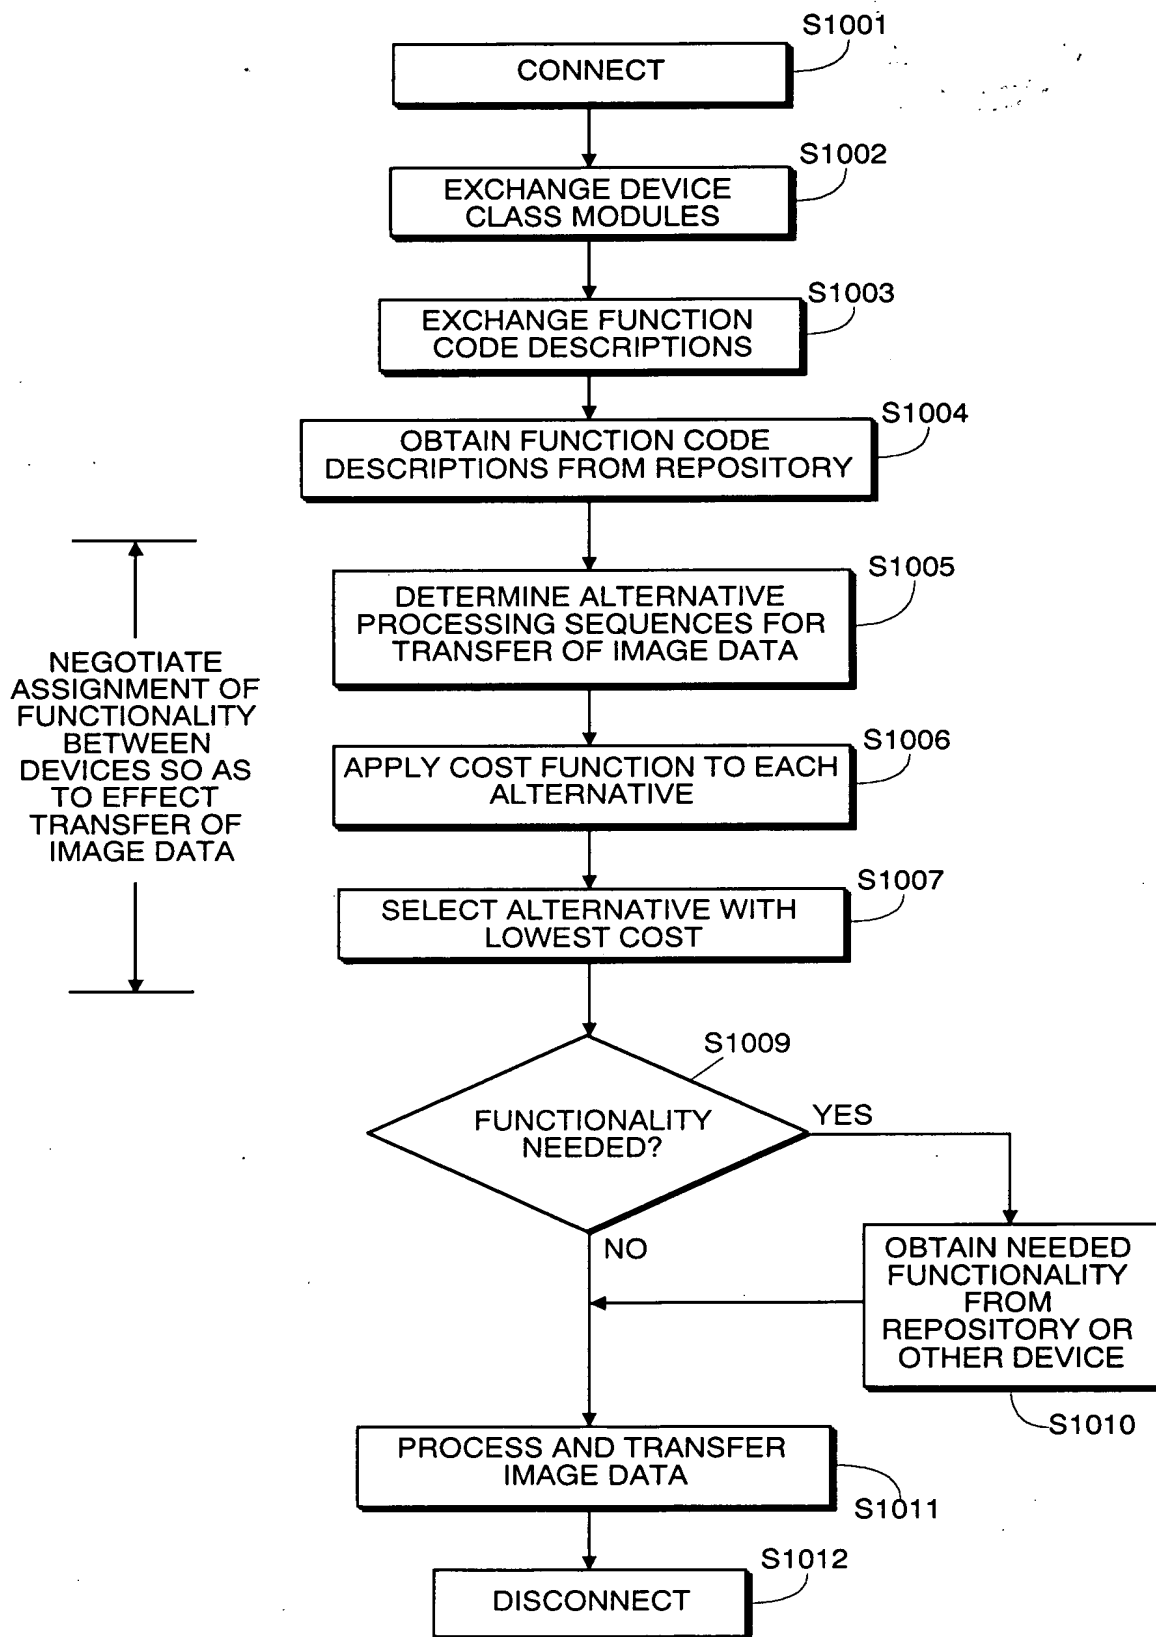 S1001
CONNECT
S1002
EXCHANGE DEVICE
CLASS MODULES
S1003
EXCHANGE FUNCTION
CODE DESCRIPTIONS
S1004
OBTAIN FUNCTION CODE
DESCRIPTIONS FROM REPOSITORY
NEGOTIATE
ASSIGNMENT OF
FUNCTIONALITY
BETWEEN
DEVICES SO AS
TO EFFECT
TRANSFER OF
IMAGE DATA
S1005
DETERMINE ALTERNATIVE
PROCESSING SEQUENCES FOR
TRANSFER OF IMAGE DATA
S1006
APPLY COST FUNCTION TO EACH
ALTERNATIVE
S1007
SELECT ALTERNATIVE WITH
LOWEST COST
S1009
FUNCTIONALITY
NEEDED?
YES
NO
OBTAIN NEEDED
FUNCTIONALITY
FROM
REPOSITORY OR
OTHER DEVICE
S1010
PROCESS AND TRANSFER
IMAGE DATA
S1011
S1012
DISCONNECT